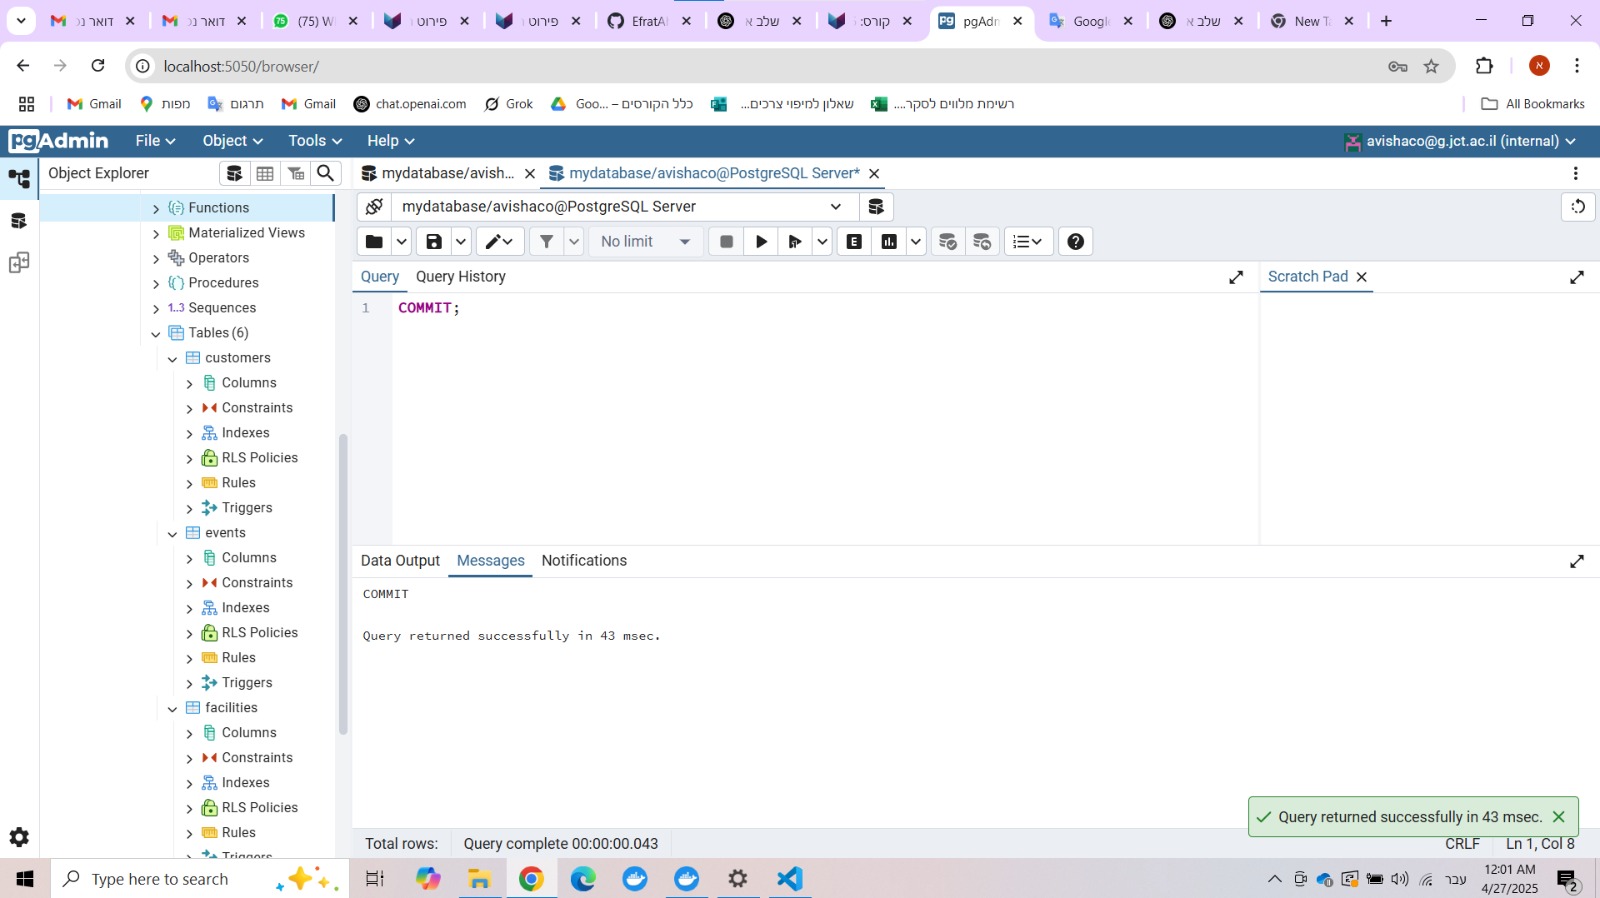 דואר נכ
דואר נכ
(75) W
פירוט ו
פירוט ו
EfratA
שלב א
קורס:
pgAdn
Google
שלב א
New Ta
localhost:5050/browser/
Gmail
מפות
תרגום
Gmail
chat.openai.com
Grok
כלל הקורסים – Goo...
שאלון למיפוי צרכים...
רשימת מלווים לסקר....
All Bookmarks
pgAdmin
File
Object
Tools
Help
avishaco@g.jct.ac.il (internal)
Object Explorer
mydatabase/avish...
mydatabase/avishaco@PostgreSQL Server*
Functions
Materialized Views
Operators
Procedures
1..3 Sequences
Tables (6)
customers
Columns
Constraints
Indexes
RLS Policies
Rules
Triggers
events
Columns
Constraints
Indexes
RLS Policies
Rules
Triggers
facilities
Columns
Constraints
Indexes
RLS Policies
Rules
Triggers
mydatabase/avishaco@PostgreSQL Server
No limit
E
Query
Query History
Scratch Pad
1 COMMIT;
Data Output
Messages
Notifications
COMMIT
Query returned successfully in 43 msec.
Query returned successfully in 43 msec.
Total rows:
Query complete 00:00:00.043
CRLF
Ln 1, Col 8
Type here to search
עבר
12:01 AM
4/27/2025
2